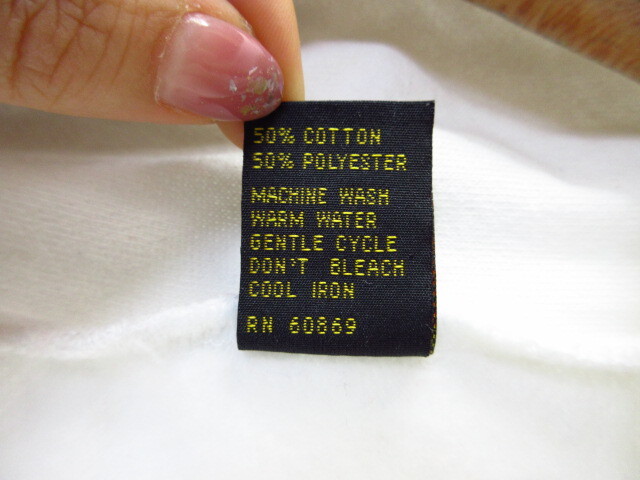 50% COTTON
50% POLYESTER
MACHINE WASH
WARM WATER
GENTLE CYCLE
DON'T BLEACH
COOL IRON
RN 60869